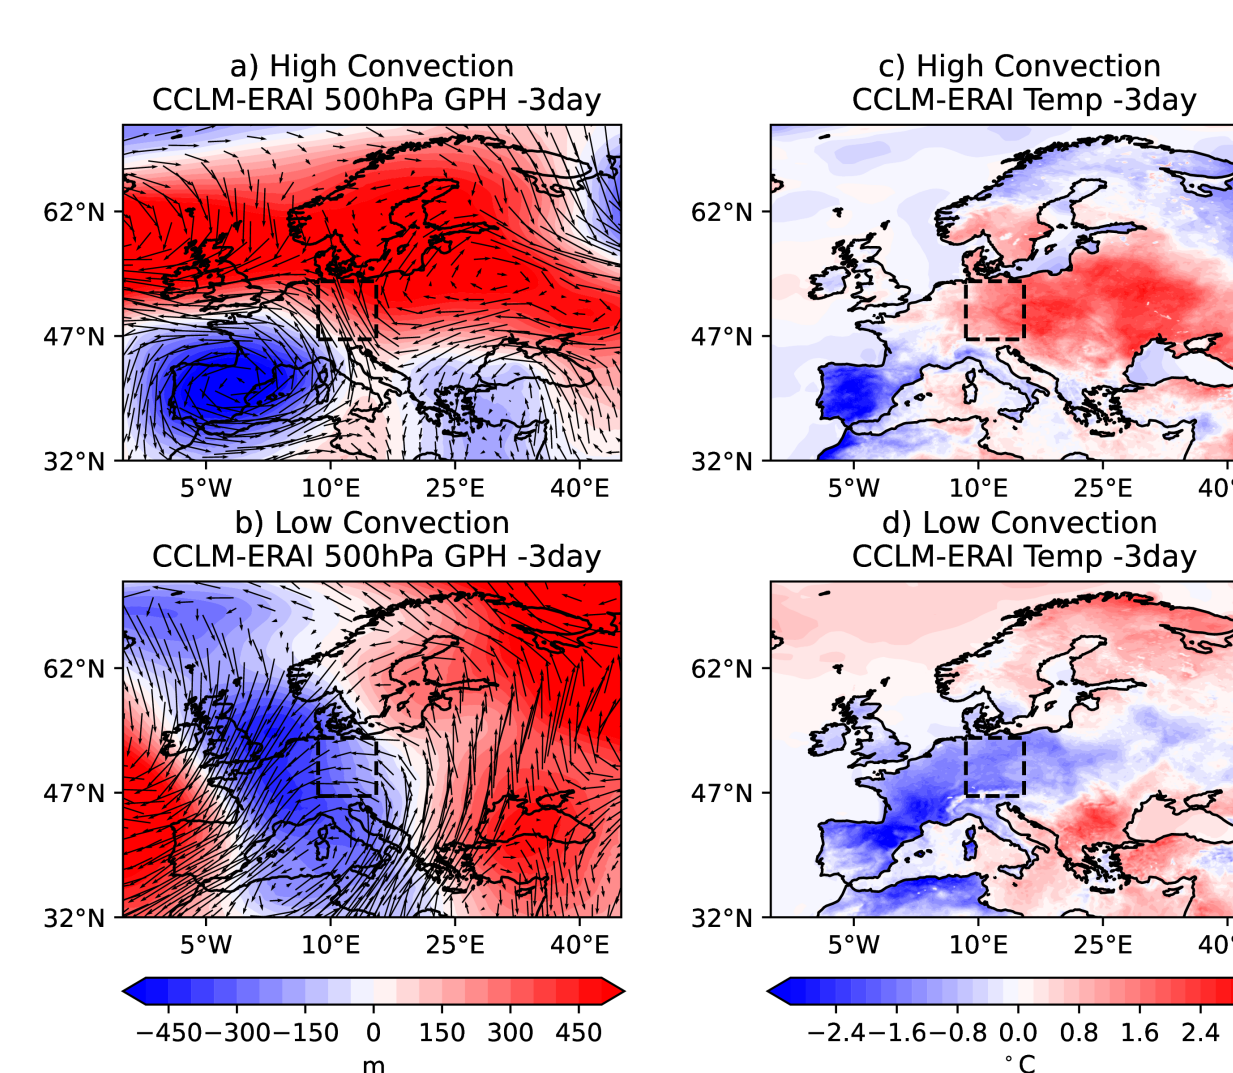 a) High Convection
CCLM-ERAI 500hPa GPH -3day
62°N
47°N
32°N
5°W 10°E 25°E 40°E
c) High Convection
CCLM-ERAI Temp -3day
62°N
47°N
32°N
5°W 10°E 25°E 40°
b) Low Convection
CCLM-ERAI 500hPa GPH -3day
62°N
47°N
32°N
5°W 10°E 25°E 40°E
d) Low Convection
CCLM-ERAI Temp -3day
62°N
47°N
32°N
5°W 10°E 25°E 40°
−450 −300 −150 0 150 300 450
m
−2.4 −1.6 −0.8 0.0 0.8 1.6 2.4
°C